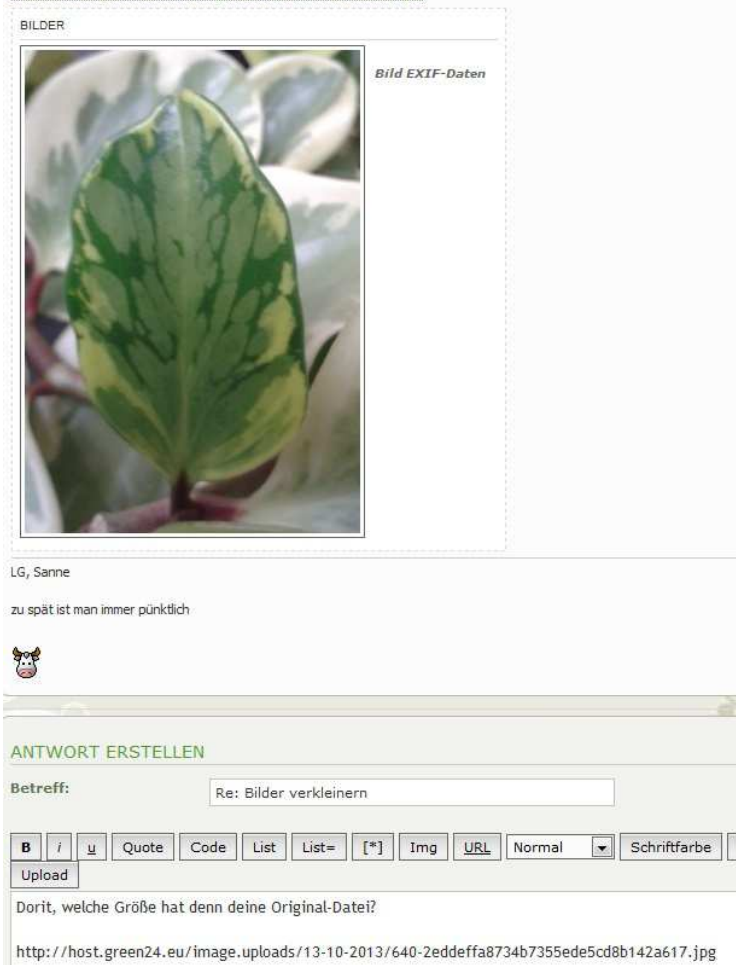 BILDER
Bild EXIF-Daten
LG, Sanne
zu spät ist man immer pünktlich
ANTWORT ERSTELLEN
Betreff:
Re: Bilder verkleinern
B i u Quote Code List List= [*] Img URL Normal Schriftfarbe
Upload
Dorit, welche Größe hat denn deine Original-Datei?
http://host.green24.eu/image.uploads/13-10-2013/640-2eddeffa8734b7355ede5cd8b142a617.jpg